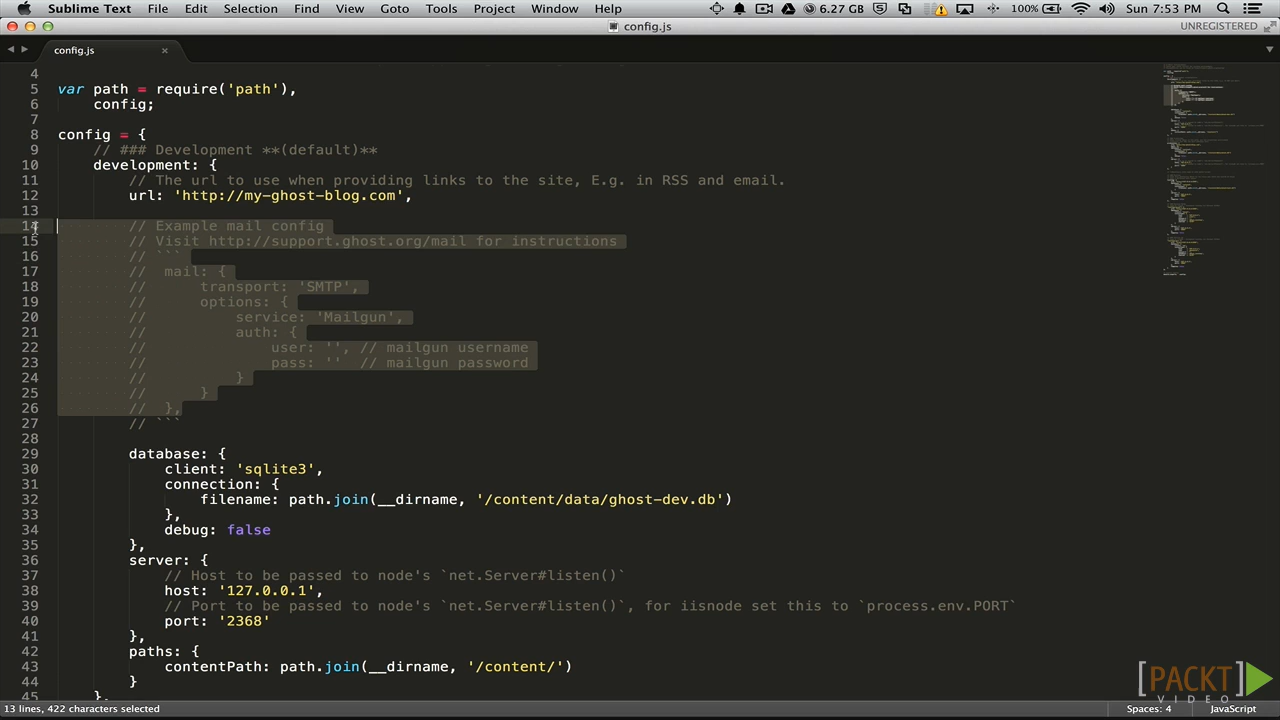 Sublime Text File Edit Selection Find View Goto Tools Project Window Help 6.27 GB 100% Sun 7:53 PM
config.js UNREGISTERED
config.js ×
4
5 var path = require('path'),
6 config;
7
8 config = {
9 // ### Development **(default)**
10 development: {
11 // The url to use when providing links to the site, E.g. in RSS and email.
12 url: 'http://my-ghost-blog.com',
13
14 // Example mail config
15 // Visit http://support.ghost.org/mail for instructions
16 // ```
17 // mail: {
18 // transport: 'SMTP',
19 // options: {
20 // service: 'Mailgun',
21 // auth: {
22 // user: '', // mailgun username
23 // pass: '' // mailgun password
24 // }
25 // }
26 // },
27 // ```
28
29 database: {
30 client: 'sqlite3',
31 connection: {
32 filename: path.join(__dirname, '/content/data/ghost-dev.db')
33 },
34 debug: false
35 },
36 server: {
37 // Host to be passed to node's `net.Server#listen()`
38 host: '127.0.0.1',
39 // Port to be passed to node's `net.Server#listen()`, for iisnode set this to `process.env.PORT`
40 port: '2368'
41 },
42 paths: {
43 contentPath: path.join(__dirname, '/content/')
44 }
45 },
[PACKT]
VIDEO
13 lines, 422 characters selected Spaces: 4 JavaScript